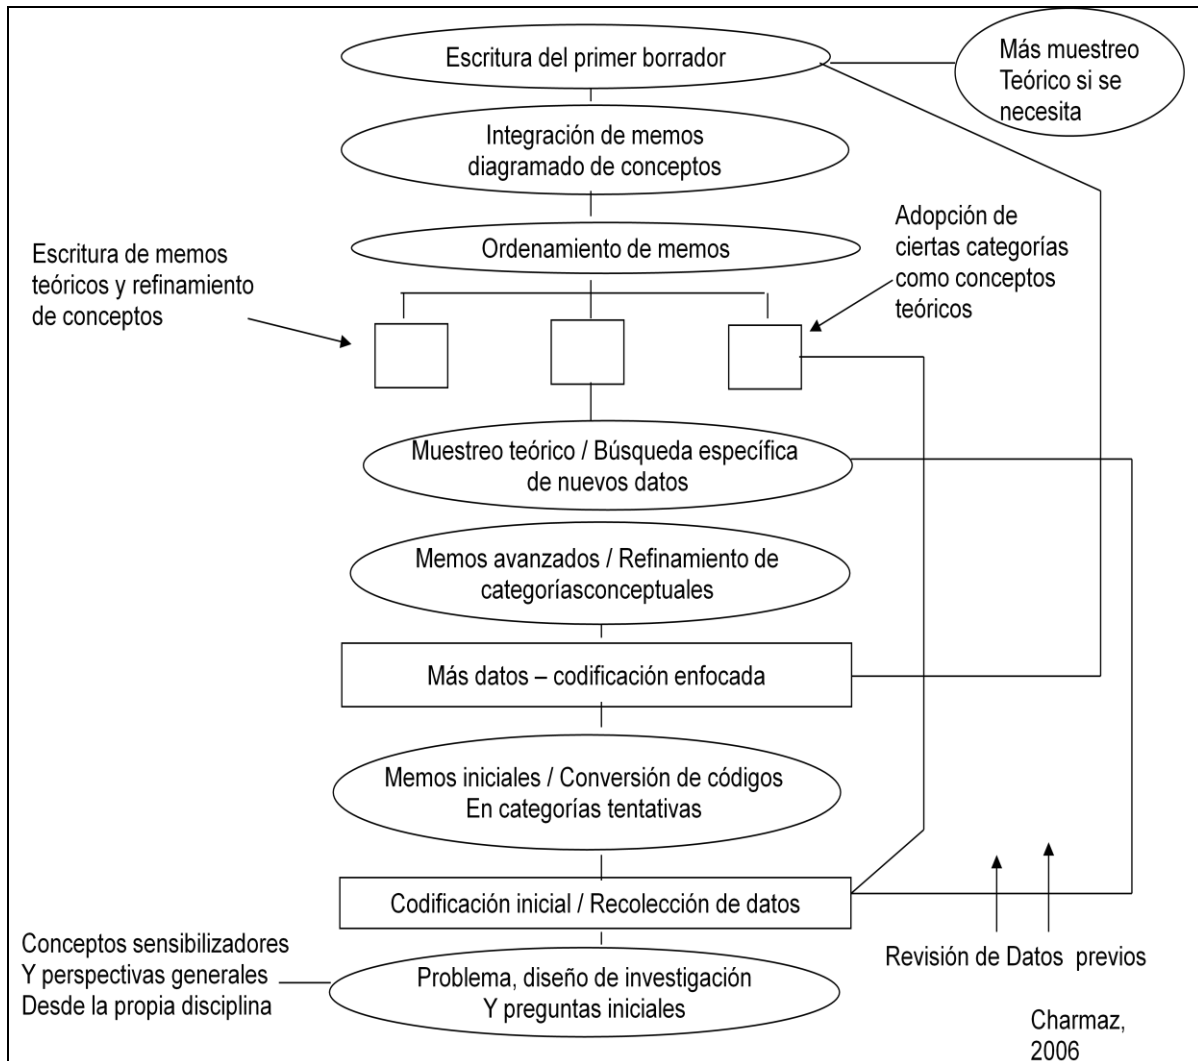 Escritura del primer borrador
Más muestreo
Teórico si se
necesita
Integración de memos
diagramado de conceptos
Ordenamiento de memos
Adopción de
ciertas categorías
como conceptos
teóricos
Escritura de memos
teóricos y refinamiento
de conceptos
Muestreo teórico / Búsqueda específica
de nuevos datos
Memos avanzados / Refinamiento de
categoríasconceptuales
Más datos – codificación enfocada
Memos iniciales / Conversión de códigos
En categorías tentativas
Codificación inicial / Recolección de datos
Conceptos sensibilizadores
Y perspectivas generales
Desde la propia disciplina
Problema, diseño de investigación
Y preguntas iniciales
Revisión de Datos previos
Charmaz,
2006